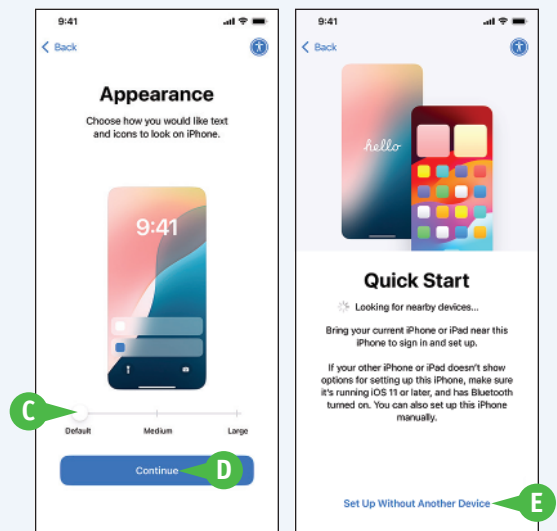 9:41
Back
Appearance
Choose how you would like text
and icons to look on iPhone.
9:41
C
Default Medium Large
Continue
D
9:41
Back
hello
Quick Start
Looking for nearby devices...
Bring your current iPhone or iPad near this
iPhone to sign in and set up.
If your other iPhone or iPad doesn't show
options for setting up this iPhone, make sure
it's running iOS 11 or later, and has Bluetooth
turned on. You can also set up this iPhone
manually.
Set Up Without Another Device
E